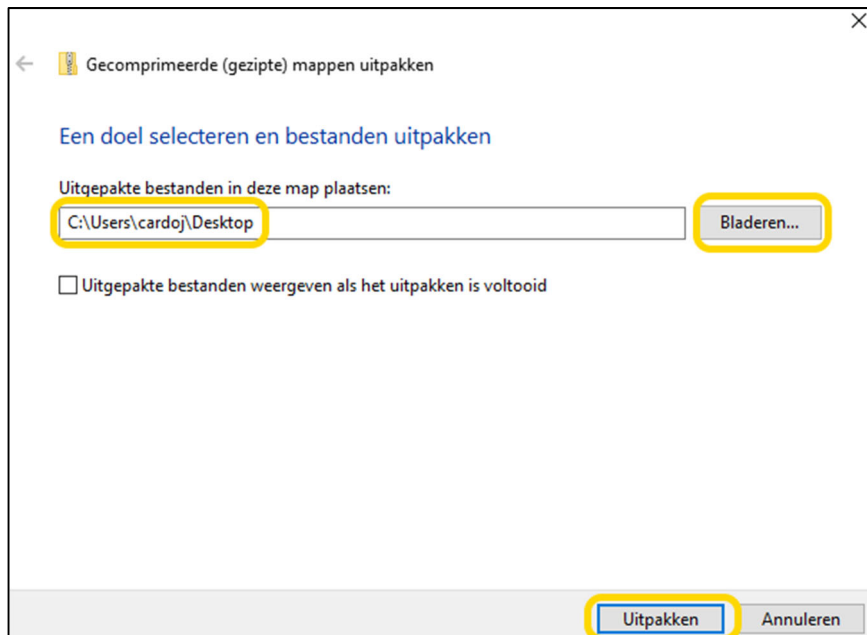 Gecomprimeerde (gezipte) mappen uitpakken
Een doel selecteren en bestanden uitpakken
Uitgepakte bestanden in deze map plaatsen:
C:\Users\cardoj\Desktop
Bladeren...
Uitgepakte bestanden weergeven als het uitpakken is voltooid
Uitpakken
Annuleren